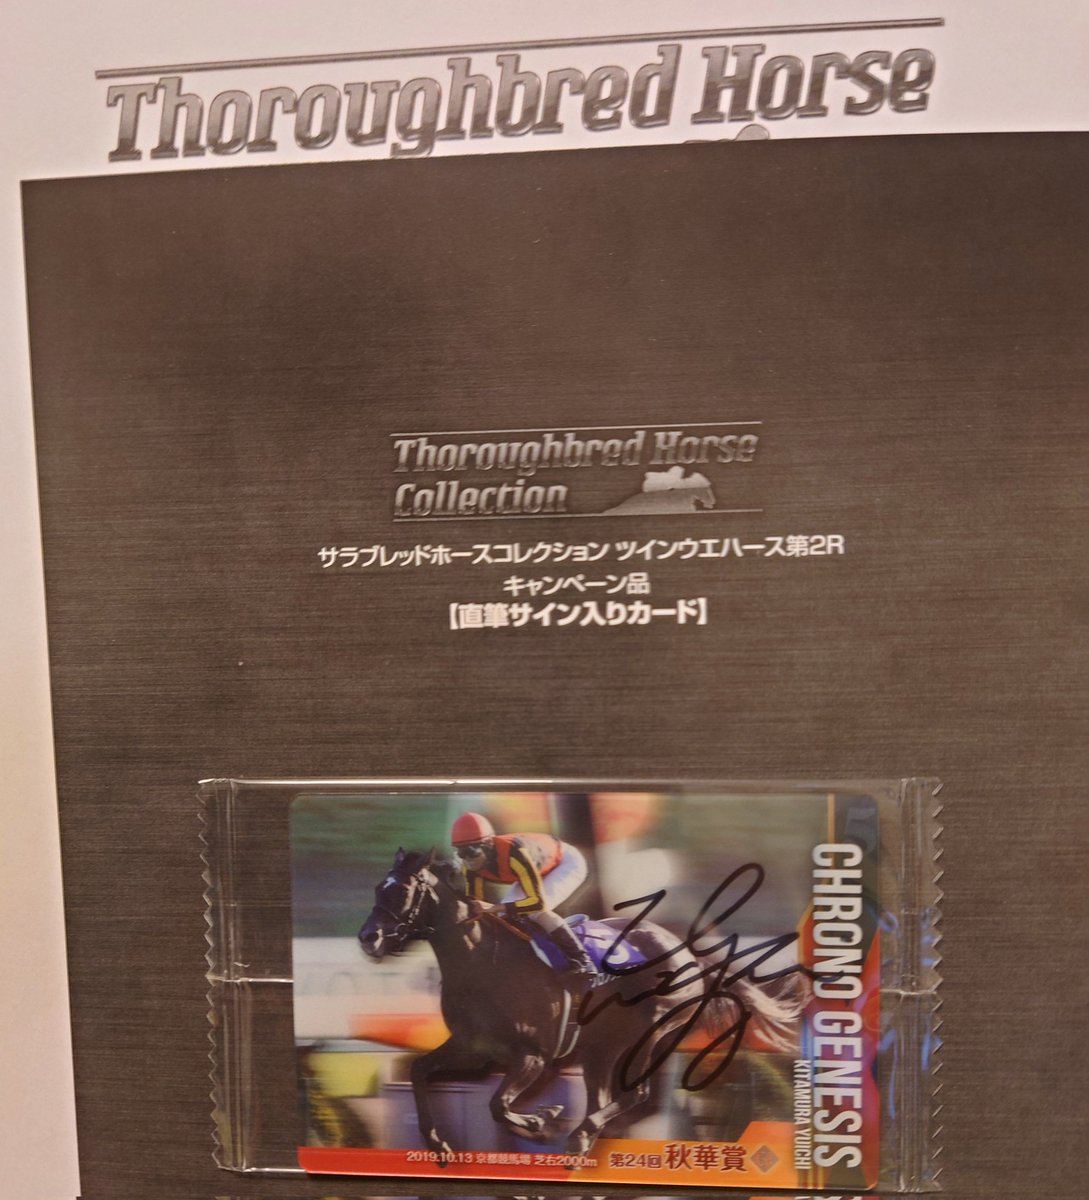 Thoroughbred Horse
Thoroughbred Horse
Collection
サラブレッドホースコレクション ツインウエハース第2R
キャンペーン品
【直筆サイン入りカード】
CHRONO GENESIS
KITAMURA YUICHI
2019.10.13 京都競馬場 芝右2000m
第24回 秋華賞